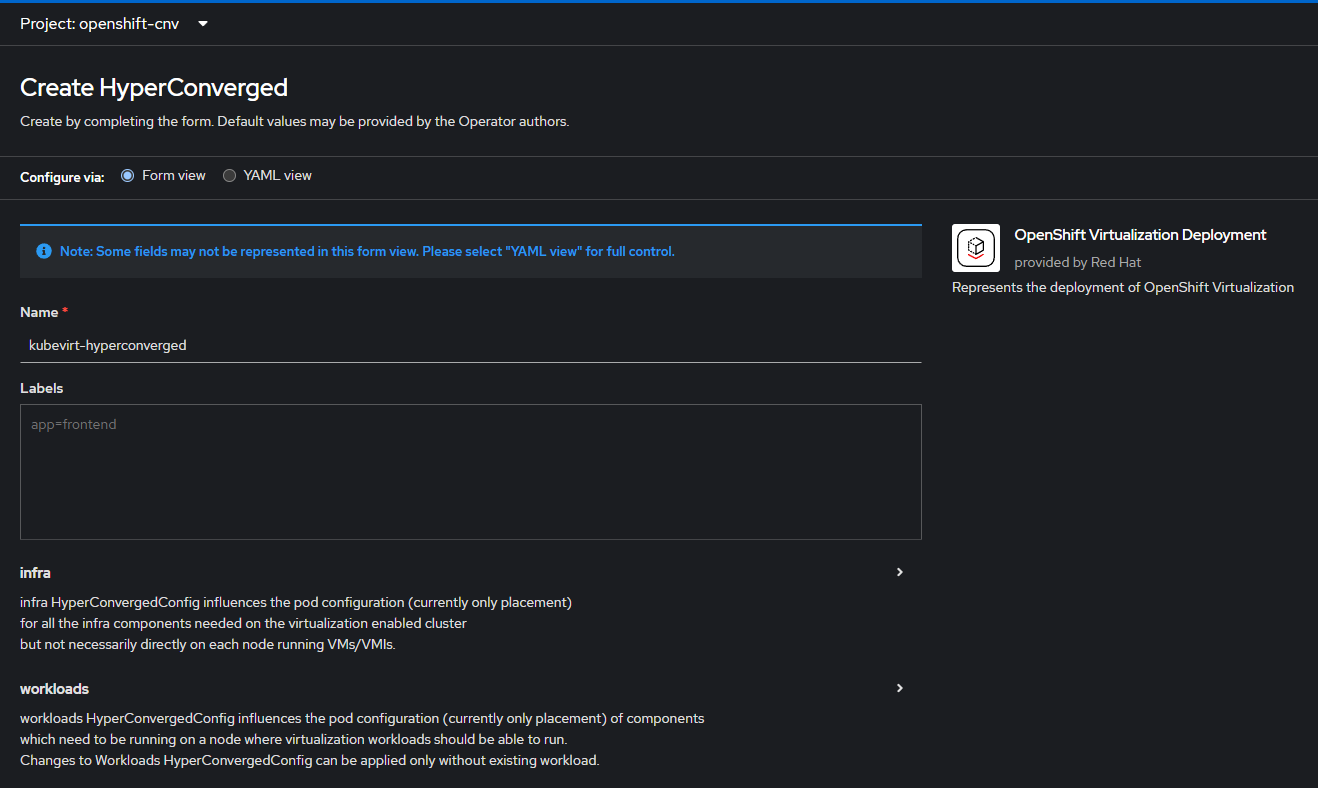 Project: openshift-cnv
Create HyperConverged
Create by completing the form. Default values may be provided by the Operator authors.
Configure via: Form view YAML view
Note: Some fields may not be represented in this form view. Please select "YAML view" for full control.
OpenShift Virtualization Deployment
provided by Red Hat
Represents the deployment of OpenShift Virtualization
Name *
kubevirt-hyperconverged
Labels
app=frontend
infra
infra HyperConvergedConfig influences the pod configuration (currently only placement)
for all the infra components needed on the virtualization enabled cluster
but not necessarily directly on each node running VMs/VMIs.
workloads
workloads HyperConvergedConfig influences the pod configuration (currently only placement) of components
which need to be running on a node where virtualization workloads should be able to run.
Changes to Workloads HyperConvergedConfig can be applied only without existing workload.